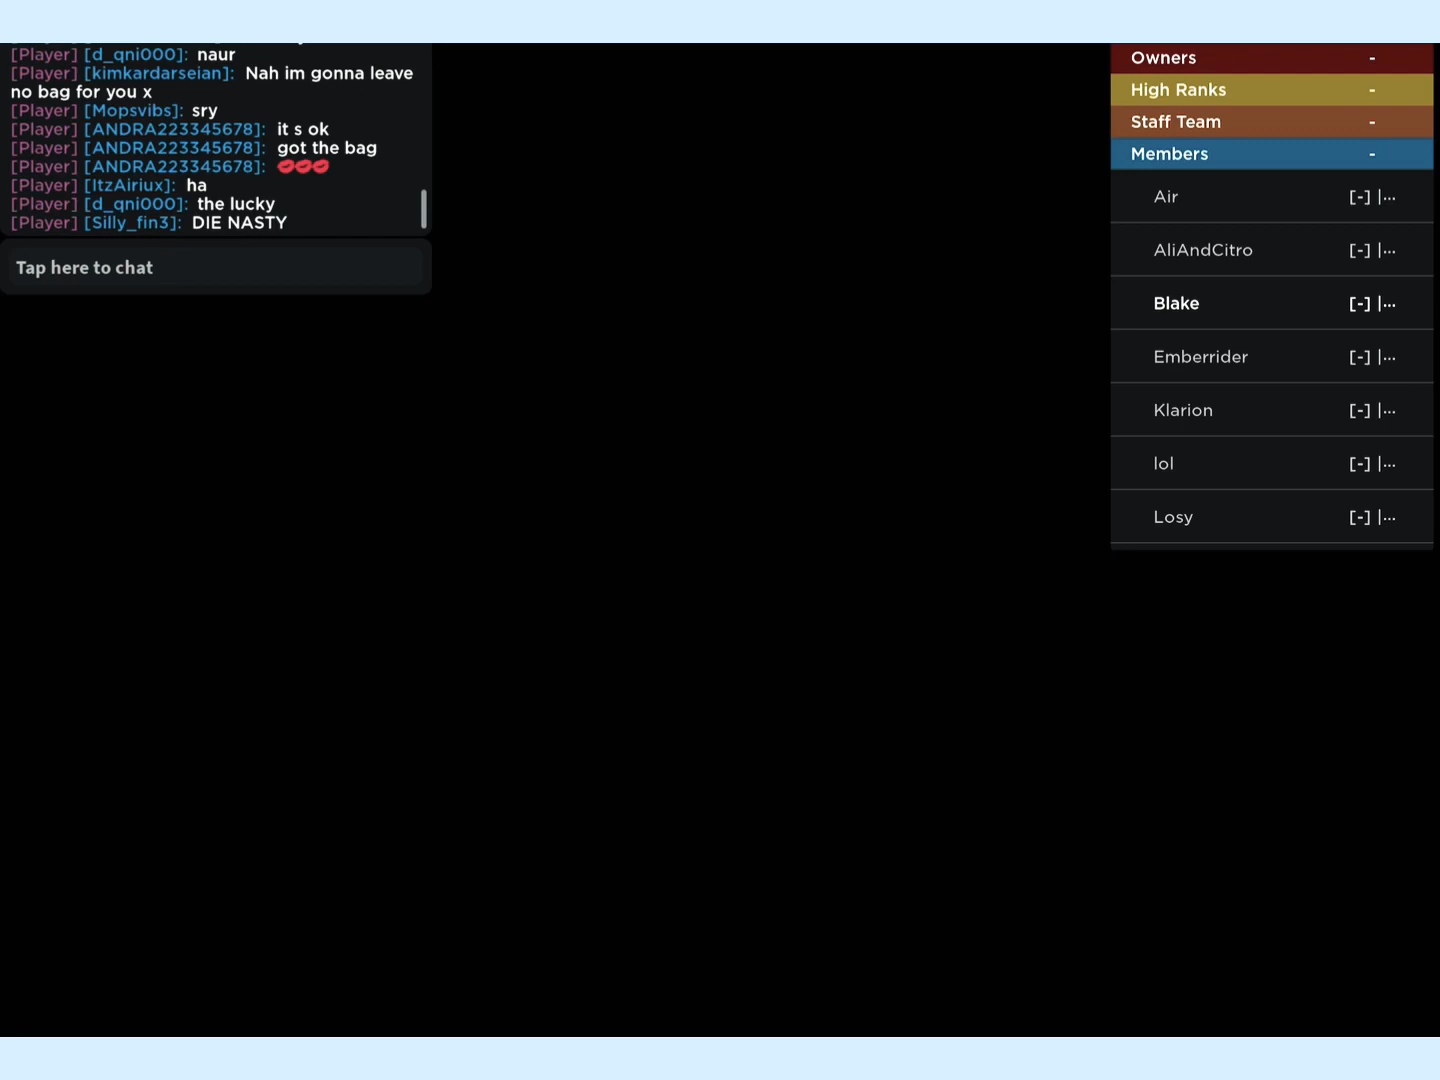 [Player] [d_qni000]: naur
[Player] [kimkardarseian]: Nah im gonna leave
no bag for you x
[Player] [Mopsvibs]: sry
[Player] [ANDRA223345678]: it s ok
[Player] [ANDRA223345678]: got the bag
[Player] [ANDRA223345678]: 💋💋💋
[Player] [ItzAiriux]: ha
[Player] [d_qni000]: the lucky
[Player] [Silly_fin3]: DIE NASTY
Tap here to chat
Owners -
High Ranks -
Staff Team -
Members -
Air [-] |...
AliAndCitro [-] |...
Blake [-] |...
Emberrider [-] |...
Klarion [-] |...
lol [-] |...
Losy [-] |...